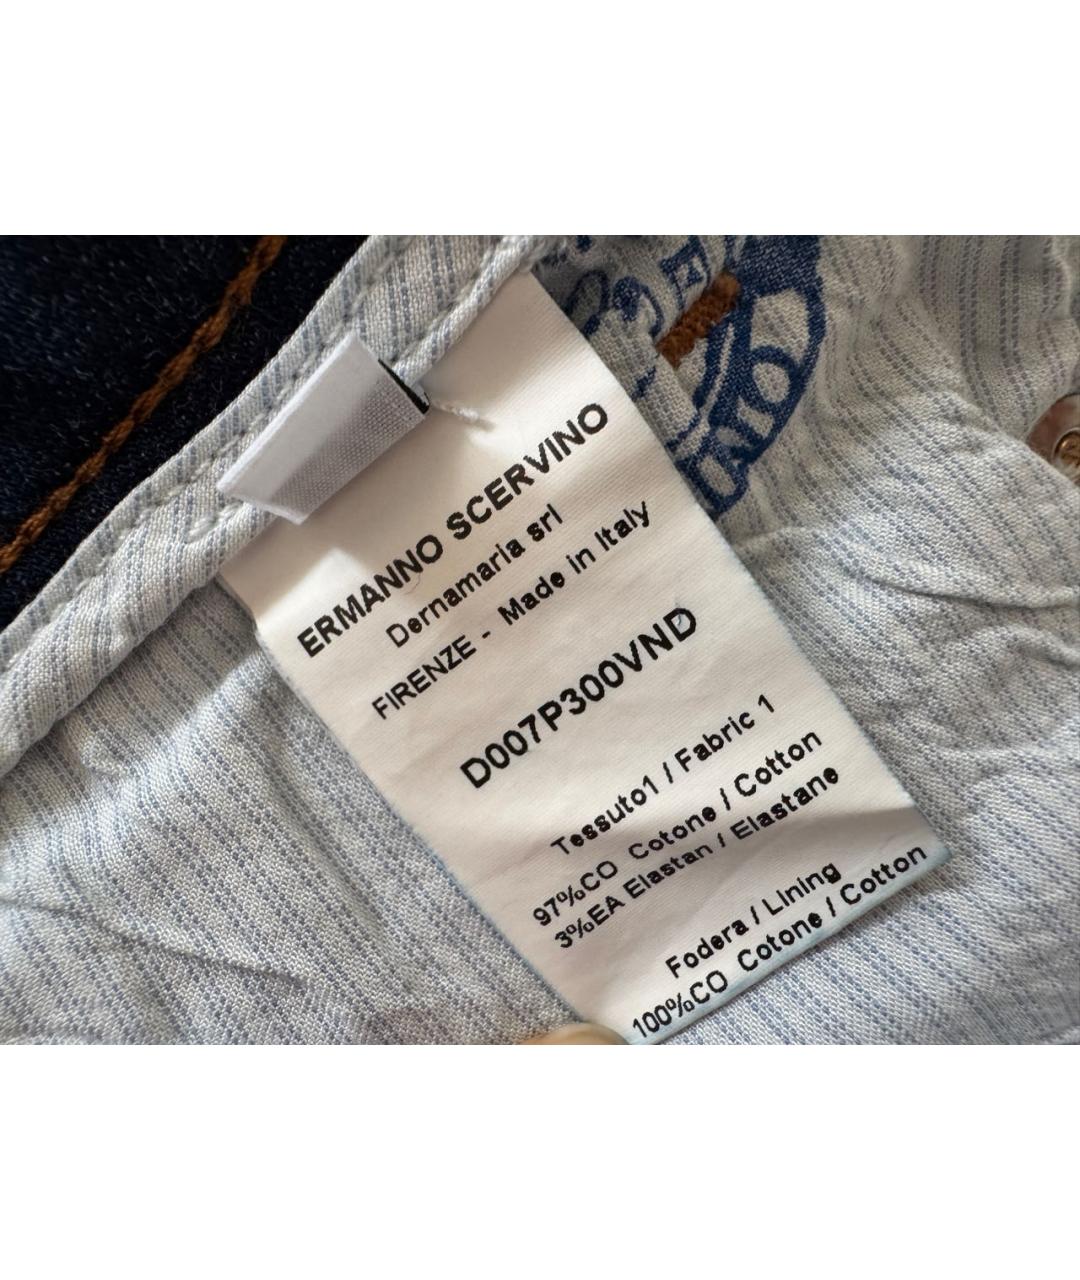 ERMANNO SCERVINO
Dernamaria srl
FIRENZE - Made in Italy
D007P300VND
Tessuto1 / Fabric 1
97%CO Cotone / Cotton
3%EA Elastan / Elastane
Fodera / Lining
100%CO Cotone / Cotton